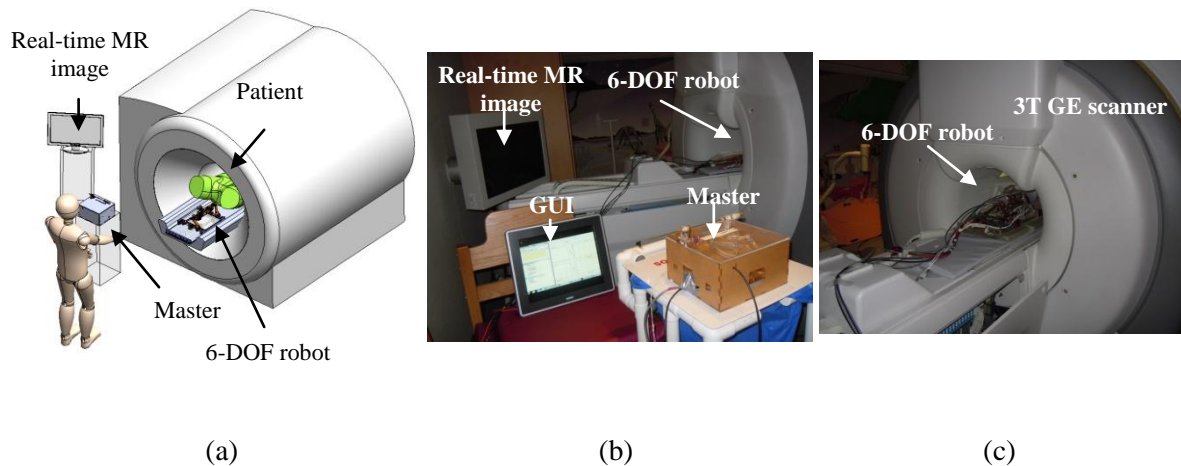 Real-time MR
image
Patient
Master
6-DOF robot
(a)
Real-time MR
image
6-DOF robot
GUI
Master
(b)
3T GE scanner
6-DOF robot
(c)